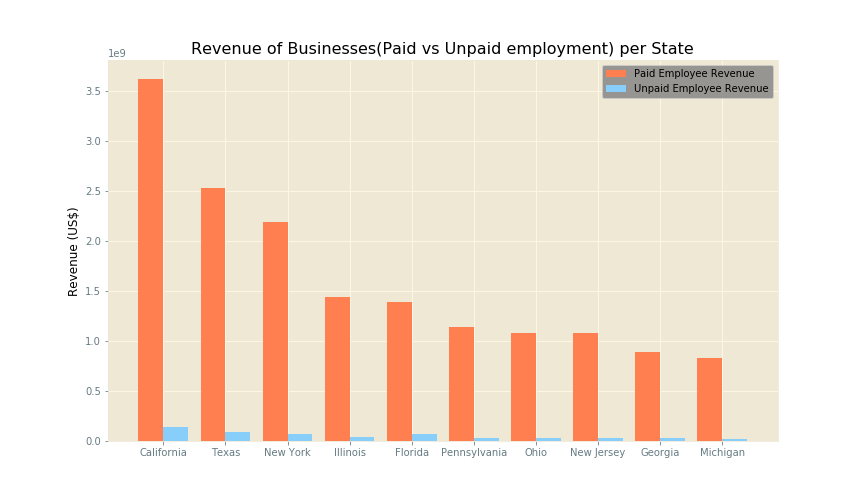 Revenue of Businesses(Paid vs Unpaid employment) per State
1e9
Paid Employee Revenue
Unpaid Employee Revenue
Revenue (US$)
3.5
3.0
2.5
2.0
1.5
1.0
0.5
0.0
California Texas New York Illinois Florida Pennsylvania Ohio New Jersey Georgia Michigan